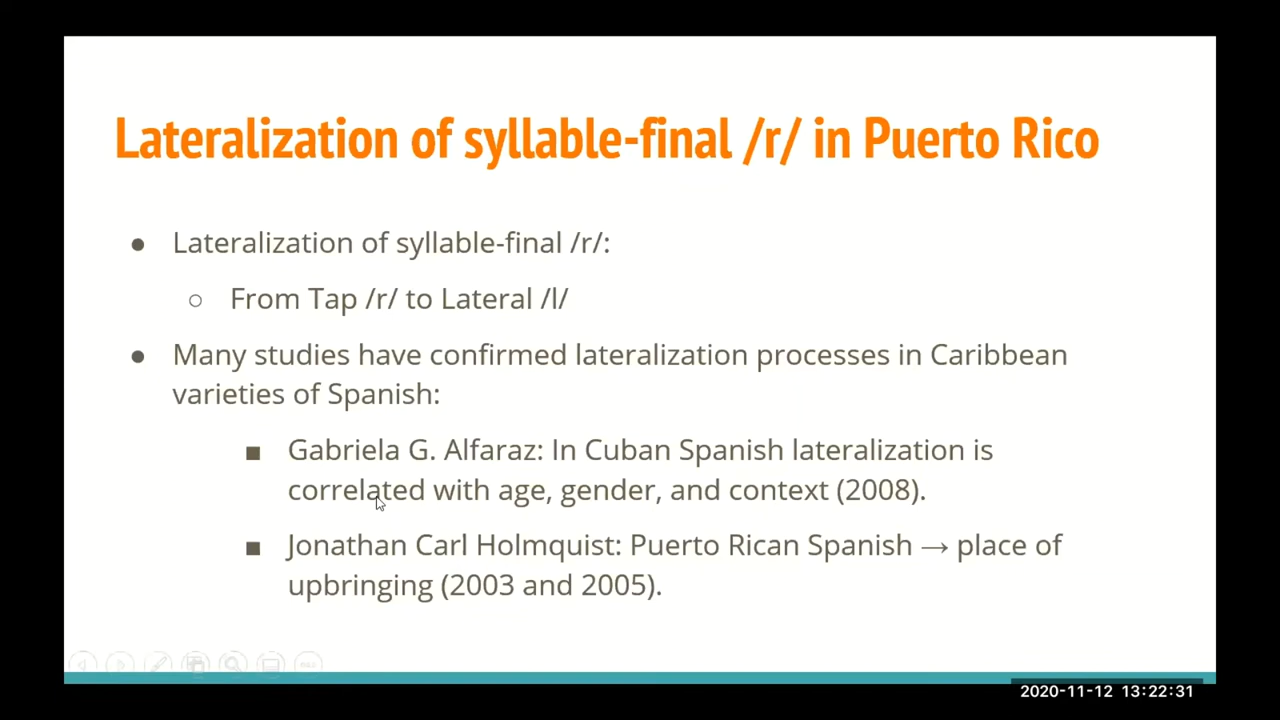 Lateralization of syllable-final /r/ in Puerto Rico
● Lateralization of syllable-final /r/:
○ From Tap /r/ to Lateral /l/
● Many studies have confirmed lateralization processes in Caribbean
varieties of Spanish:
■ Gabriela G. Alfaraz: In Cuban Spanish lateralization is
correlated with age, gender, and context (2008).
■ Jonathan Carl Holmquist: Puerto Rican Spanish → place of
upbringing (2003 and 2005).
2020-11-12 13:22:31